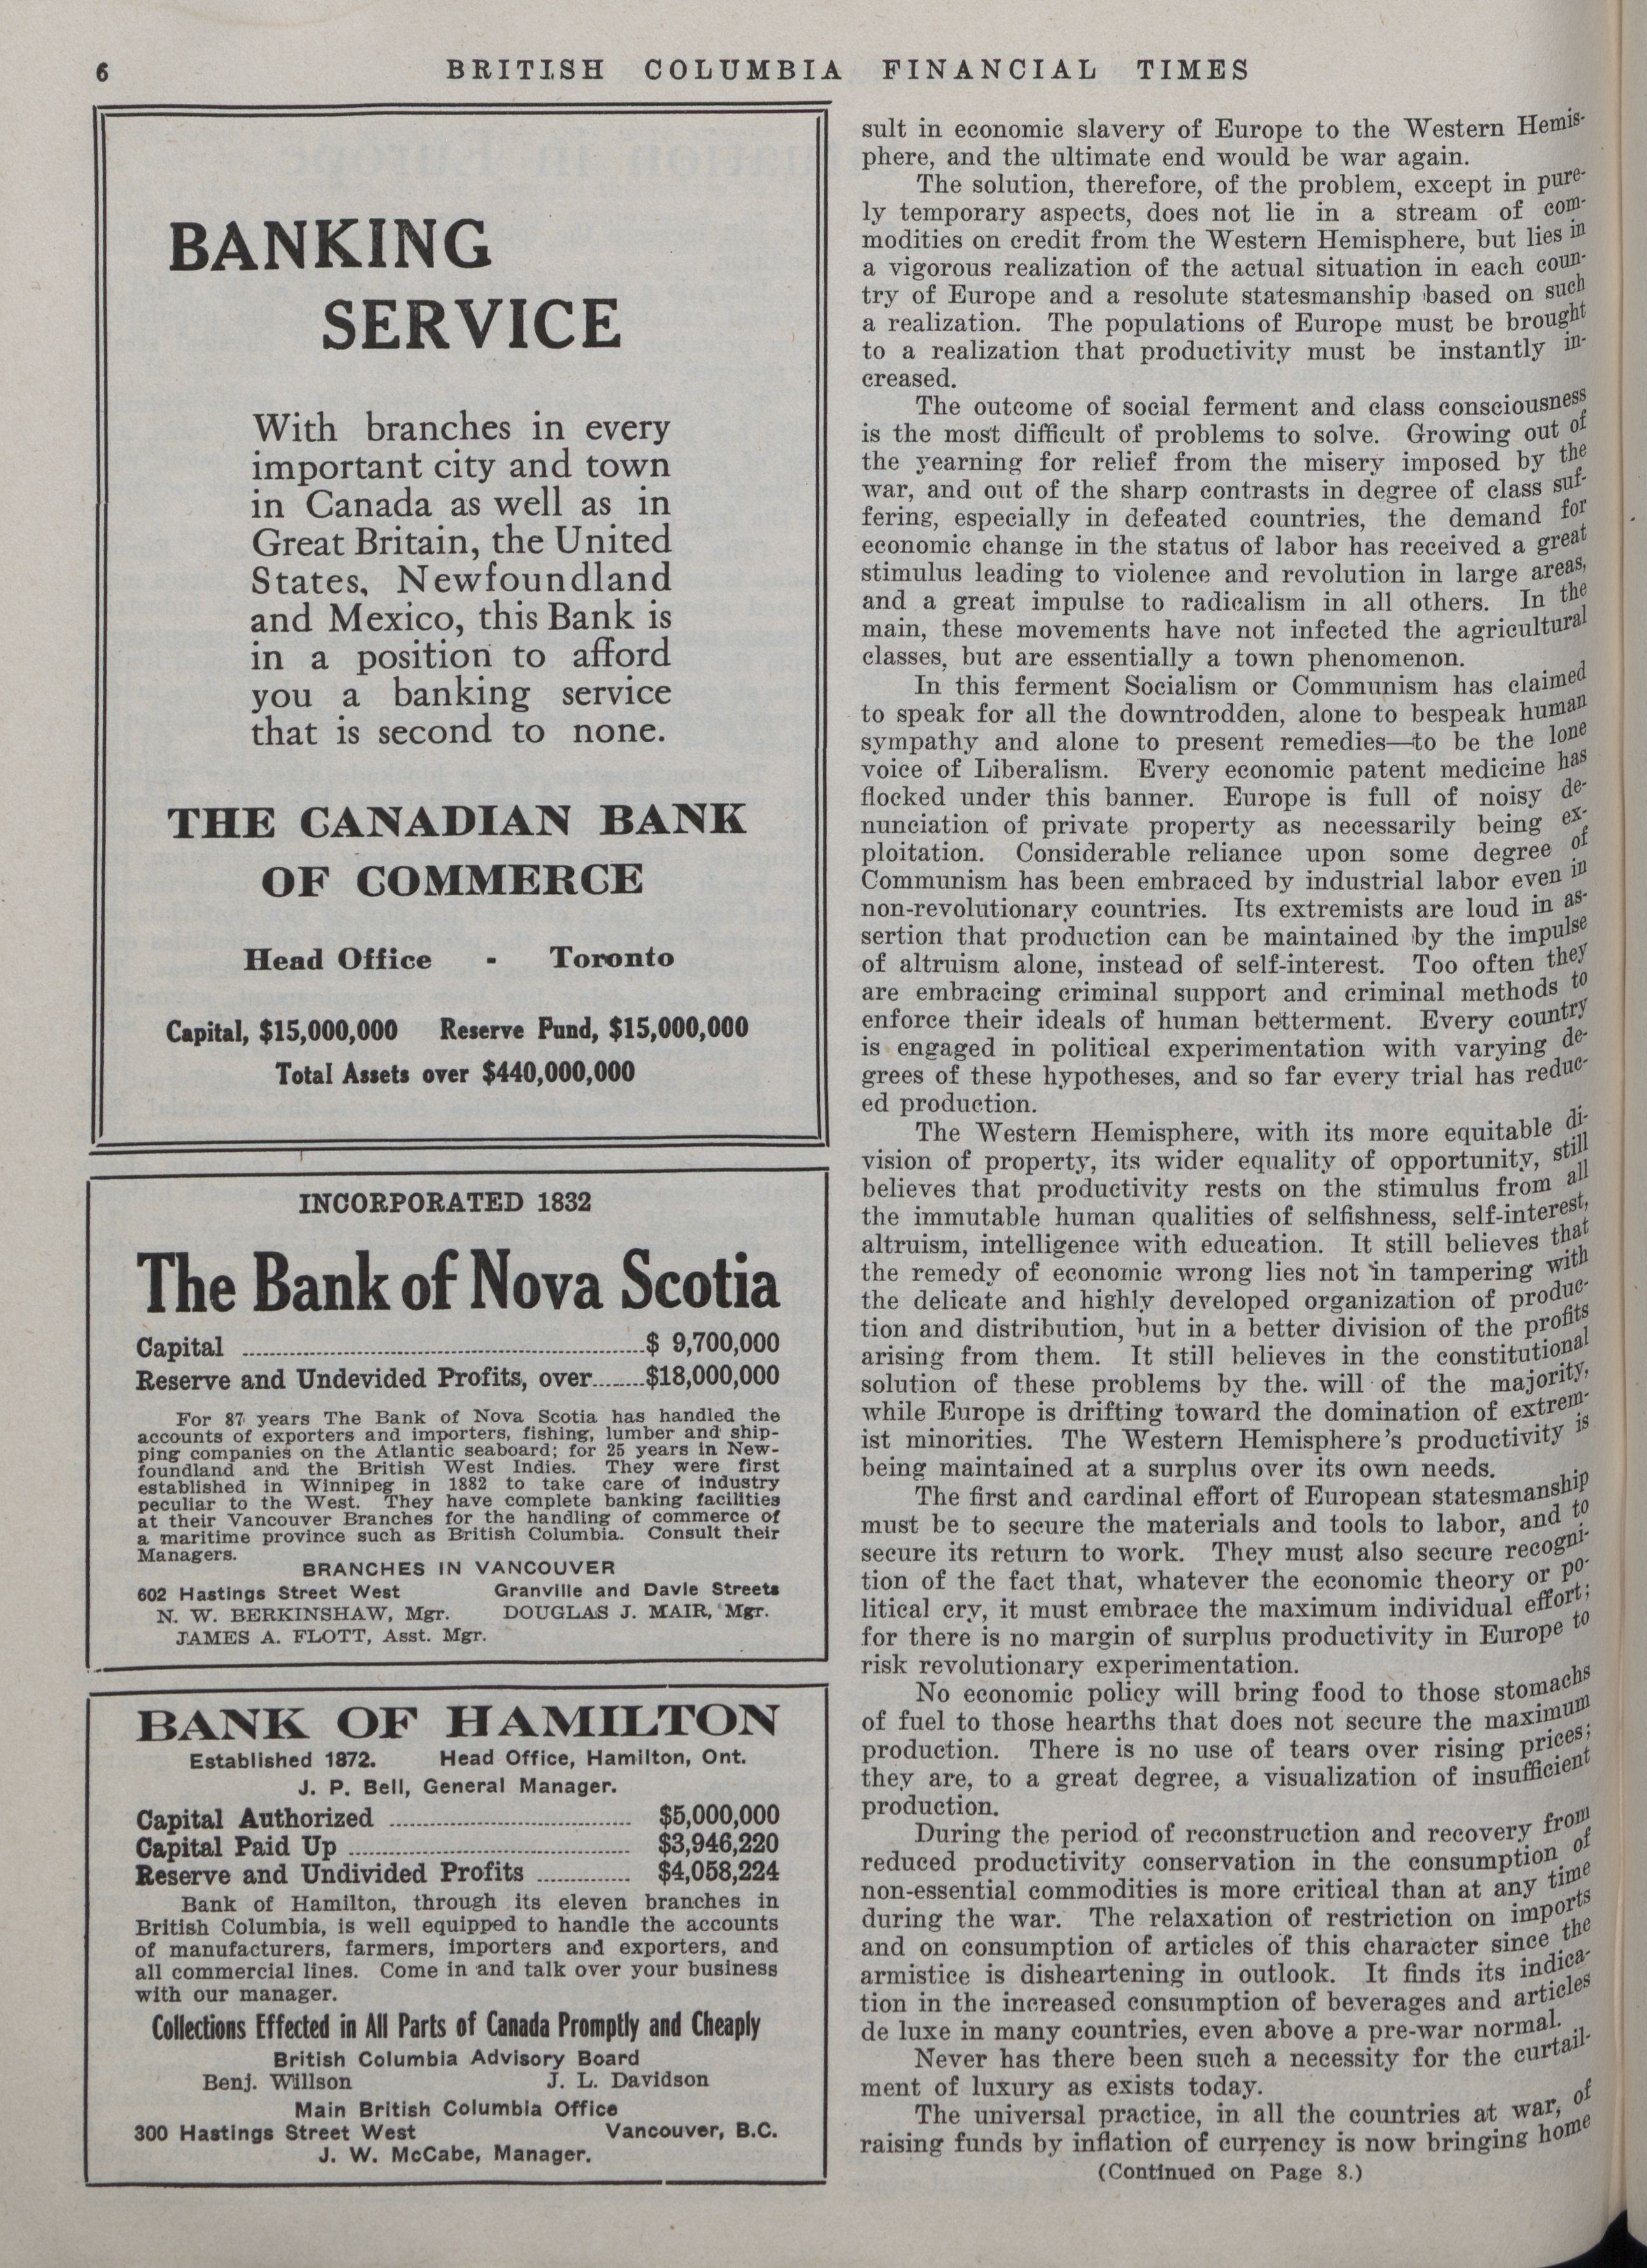 6
BRITISH COLUMBIA FINANCIAL TIMES
BANKING
SERVICE
With branches in every
important city and town
in Canada as well as in
Great Britain, the United
States, Newfoundland
and Mexico, this Bank is
in a position to afford
you a banking service
that is second to none.
THE CANADIAN BANK
OF COMMERCE
Head Office - Toronto
Capital, $15,000,000 Reserve Fund, $15,000,000
Total Assets over $440,000,000
INCORPORATED 1832
The Bank of Nova Scotia
Capital ........................................................$ 9,700,000
Reserve and Undevided Profits, over........$18,000,000
For 87 years The Bank of Nova Scotia has handled the
accounts of exporters and importers, fishing, lumber and ship-
ping companies on the Atlantic seaboard; for 25 years in New-
foundland and the British West Indies. They were first
established in Winnipeg in 1882 to take care of industry
peculiar to the West. They have complete banking facilities
at their Vancouver Branches for the handling of commerce of
a maritime province such as British Columbia. Consult their
Managers.
BRANCHES IN VANCOUVER
602 Hastings Street West Granville and Davie Streets
N. W. BERKINSHAW, Mgr. DOUGLAS J. MAIR, Mgr.
JAMES A. FLOTT, Asst. Mgr.
BANK OF HAMILTON
Established 1872. Head Office, Hamilton, Ont.
J. P. Bell, General Manager.
Capital Authorized .................................. $5,000,000
Capital Paid Up ........................................ $3,946,220
Reserve and Undivided Profits .............. $4,058,224
Bank of Hamilton, through its eleven branches in
British Columbia, is well equipped to handle the accounts
of manufacturers, farmers, importers and exporters, and
all commercial lines. Come in and talk over your business
with our manager.
Collections Effected in All Parts of Canada Promptly and Cheaply
British Columbia Advisory Board
Benj. Willson J. L. Davidson
Main British Columbia Office
300 Hastings Street West Vancouver, B.C.
J. W. McCabe, Manager.
sult in economic slavery of Europe to the Western Hemis-
phere, and the ultimate end would be war again.
The solution, therefore, of the problem, except in pure-
ly temporary aspects, does not lie in a stream of com-
modities on credit from the Western Hemisphere, but lies in
a vigorous realization of the actual situation in each coun-
try of Europe and a resolute statesmanship based on such
a realization. The populations of Europe must be brought
to a realization that productivity must be instantly in-
creased.
The outcome of social ferment and class consciousness
is the most difficult of problems to solve. Growing out of
the yearning for relief from the misery imposed by the
war, and out of the sharp contrasts in degree of class suf-
fering, especially in defeated countries, the demand for
economic change in the status of labor has received a great
stimulus leading to violence and revolution in large areas,
and a great impulse to radicalism in all others. In the
main, these movements have not infected the agricultural
classes, but are essentially a town phenomenon.
In this ferment Socialism or Communism has claimed
to speak for all the downtrodden, alone to bespeak human
sympathy and alone to present remedies—to be the lone
voice of Liberalism. Every economic patent medicine has
flocked under this banner. Europe is full of noisy de-
nunciation of private property as necessarily being ex-
ploitation. Considerable reliance upon some degree of
Communism has been embraced by industrial labor even in
non-revolutionary countries. Its extremists are loud in as-
sertion that production can be maintained by the impulse
of altruism alone, instead of self-interest. Too often they
are embracing criminal support and criminal methods to
enforce their ideals of human betterment. Every country
is engaged in political experimentation with varying de-
grees of these hypotheses, and so far every trial has reduc-
ed production.
The Western Hemisphere, with its more equitable di-
vision of property, its wider equality of opportunity, still
believes that productivity rests on the stimulus from all
the immutable human qualities of selfishness, self-interest,
altruism, intelligence with education. It still believes that
the remedy of economic wrong lies not in tampering with
the delicate and highly developed organization of produc-
tion and distribution, but in a better division of the profits
arising from them. It still believes in the constitutional
solution of these problems by the. will of the majority,
while Europe is drifting toward the domination of extrem-
ist minorities. The Western Hemisphere's productivity is
being maintained at a surplus over its own needs.
The first and cardinal effort of European statesmanship
must be to secure the materials and tools to labor, and to
secure its return to work. They must also secure recogni-
tion of the fact that, whatever the economic theory or po-
litical cry, it must embrace the maximum individual effort;
for there is no margin of surplus productivity in Europe to
risk revolutionary experimentation.
No economic policy will bring food to those stomachs
of fuel to those hearths that does not secure the maximum
production. There is no use of tears over rising prices;
they are, to a great degree, a visualization of insufficient
production.
During the period of reconstruction and recovery from
reduced productivity conservation in the consumption of
non-essential commodities is more critical than at any time
during the war. The relaxation of restriction on imports
and on consumption of articles of this character since the
armistice is disheartening in outlook. It finds its indica-
tion in the increased consumption of beverages and articles
de luxe in many countries, even above a pre-war normal.
Never has there been such a necessity for the curtail-
ment of luxury as exists today.
The universal practice, in all the countries at war, of
raising funds by inflation of currency is now bringing home
(Continued on Page 8.)